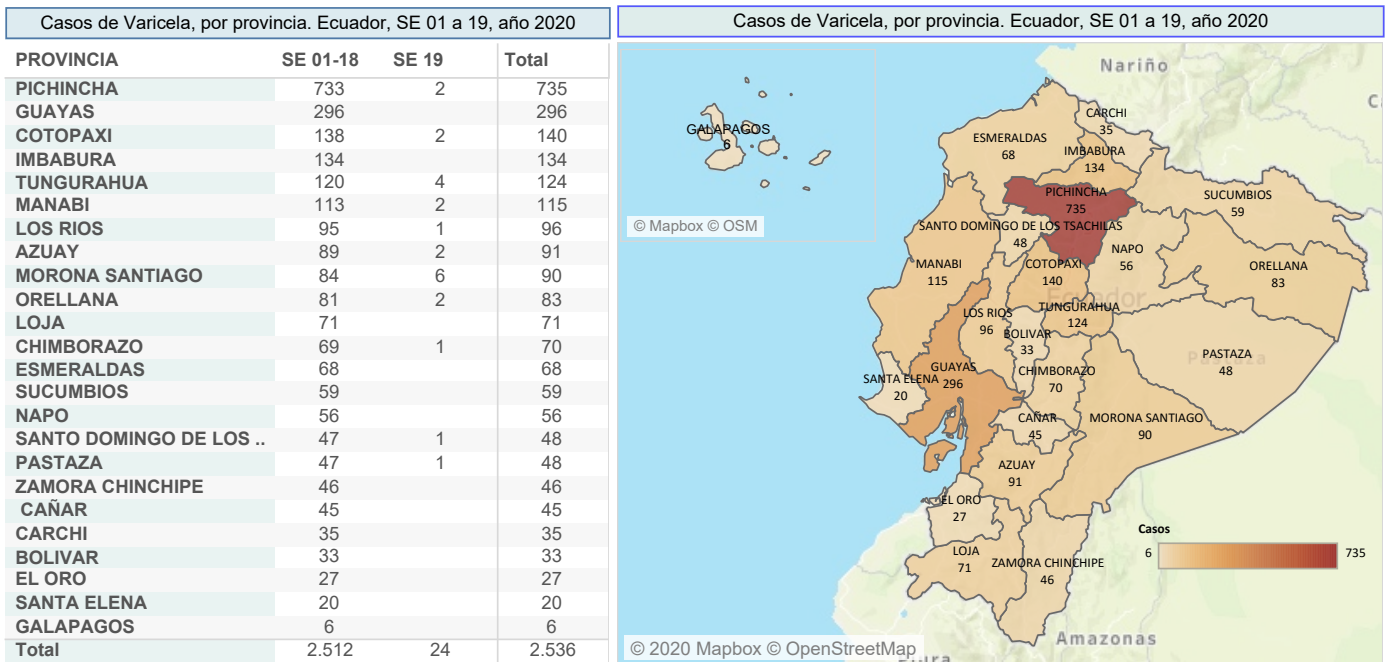 Casos de Varicela, por provincia. Ecuador, SE 01 a 19, año 2020
PROVINCIA SE 01-18 SE 19 Total
PICHINCHA 733 2 735
GUAYAS 296 296
COTOPAXI 138 2 140
IMBABURA 134 134
TUNGURAHUA 120 4 124
MANABI 113 2 115
LOS RIOS 95 1 96
AZUAY 89 2 91
MORONA SANTIAGO 84 6 90
ORELLANA 81 2 83
LOJA 71 71
CHIMBORAZO 69 1 70
ESMERALDAS 68 68
SUCUMBIOS 59 59
NAPO 56 56
SANTO DOMINGO DE LOS .. 47 1 48
PASTAZA 47 1 48
ZAMORA CHINCHIPE 46 46
CAÑAR 45 45
CARCHI 35 35
BOLIVAR 33 33
EL ORO 27 27
SANTA ELENA 20 20
GALAPAGOS 6 6
Total 2.512 24 2.536
Casos de Varicela, por provincia. Ecuador, SE 01 a 19, año 2020
Nariño
GALAPAGOS
6
© Mapbox © OSM
CARCHI
35
ESMERALDAS
68
IMBABURA
134
PICHINCHA
735
SUCUMBIOS
59
SANTO DOMINGO DE LOS TSACHILAS
48
NAPO
56
MANABI
115
COTOPAXI
140
ORELLANA
83
Ecuador
TUNGURAHUA
124
LOS RIOS
96
BOLIVAR
33
Pastaza
PASTAZA
48
GUAYAS
296
SANTA ELENA
20
CHIMBORAZO
70
CAÑAR
45
MORONA SANTIAGO
90
AZUAY
91
EL ORO
27
LOJA
71
ZAMORA CHINCHIPE
46
Casos
6 735
Amazonas
© 2020 Mapbox © OpenStreetMap